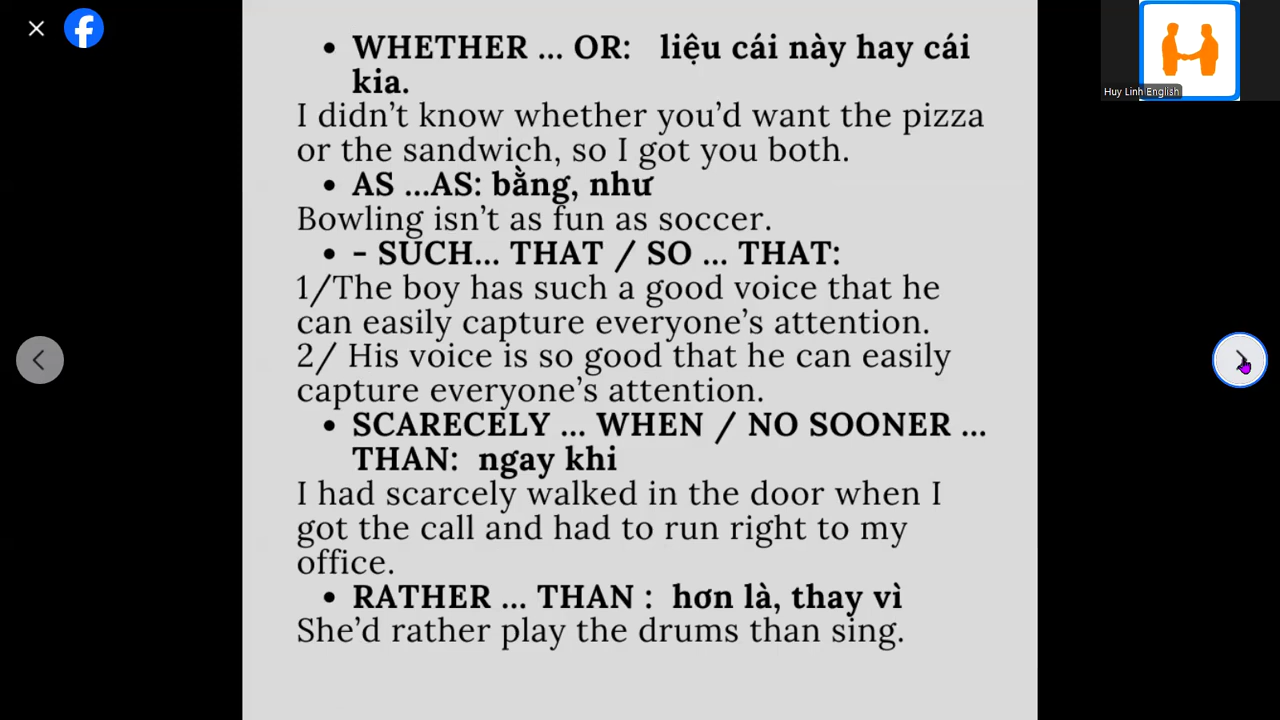 • WHETHER ... OR: liệu cái này hay cái
kia.
I didn't know whether you'd want the pizza
or the sandwich, so I got you both.
• AS ...AS: bằng, như
Bowling isn't as fun as soccer.
• - SUCH... THAT / SO ... THAT:
1/The boy has such a good voice that he
can easily capture everyone's attention.
2/ His voice is so good that he can easily
capture everyone's attention.
• SCARECELY ... WHEN / NO SOONER ...
THAN: ngay khi
I had scarcely walked in the door when I
got the call and had to run right to my
office.
• RATHER ... THAN : hơn là, thay vì
She'd rather play the drums than sing.
Huy Linh English